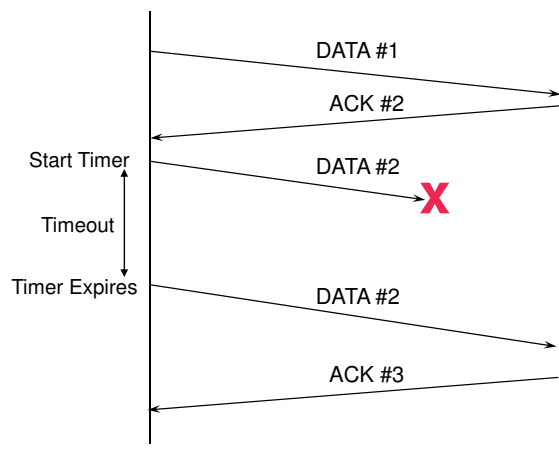 DATA #1
ACK #2
Start Timer
DATA #2
X
Timeout
Timer Expires
DATA #2
ACK #3